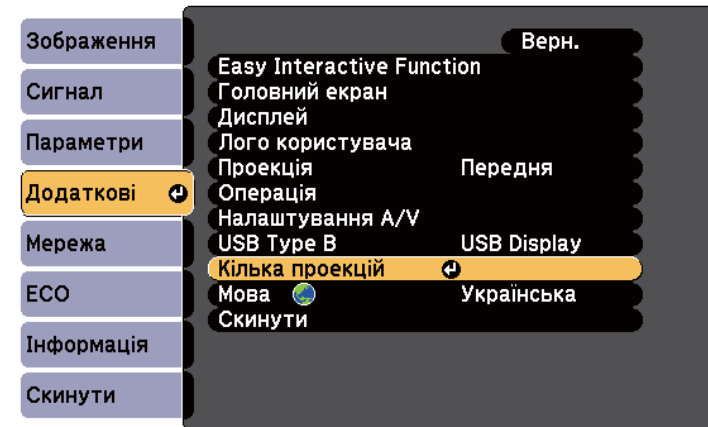 Зображення
Сигнал
Параметри
Додаткові
Мережа
ECO
Інформація
Скинути
Верн.
Easy Interactive Function
Головний екран
Дисплей
Лого користувача
Проекція Передня
Операція
Налаштування A/V
USB Type B USB Display
Кілька проекцій
Мова Українська
Скинути